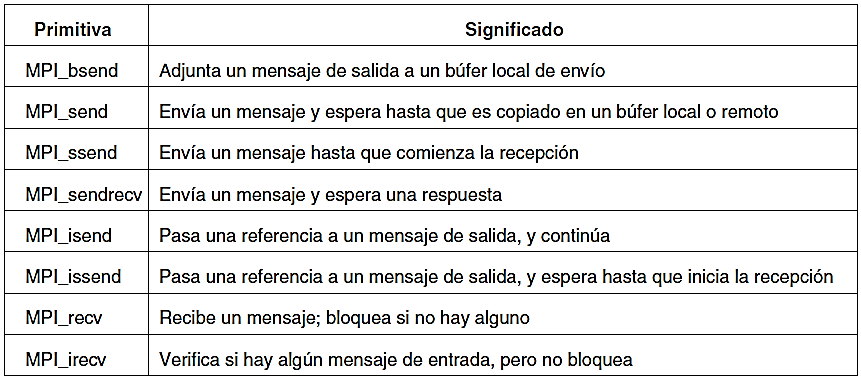 Primitiva Significado
MPI_bsend Adjunta un mensaje de salida a un búfer local de envío
MPI_send Envía un mensaje y espera hasta que es copiado en un búfer local o remoto
MPI_ssend Envía un mensaje hasta que comienza la recepción
MPI_sendrecv Envía un mensaje y espera una respuesta
MPI_isend Pasa una referencia a un mensaje de salida, y continúa
MPI_issend Pasa una referencia a un mensaje de salida, y espera hasta que inicia la recepción
MPI_recv Recibe un mensaje; bloquea si no hay alguno
MPI_irecv Verifica si hay algún mensaje de entrada, pero no bloquea